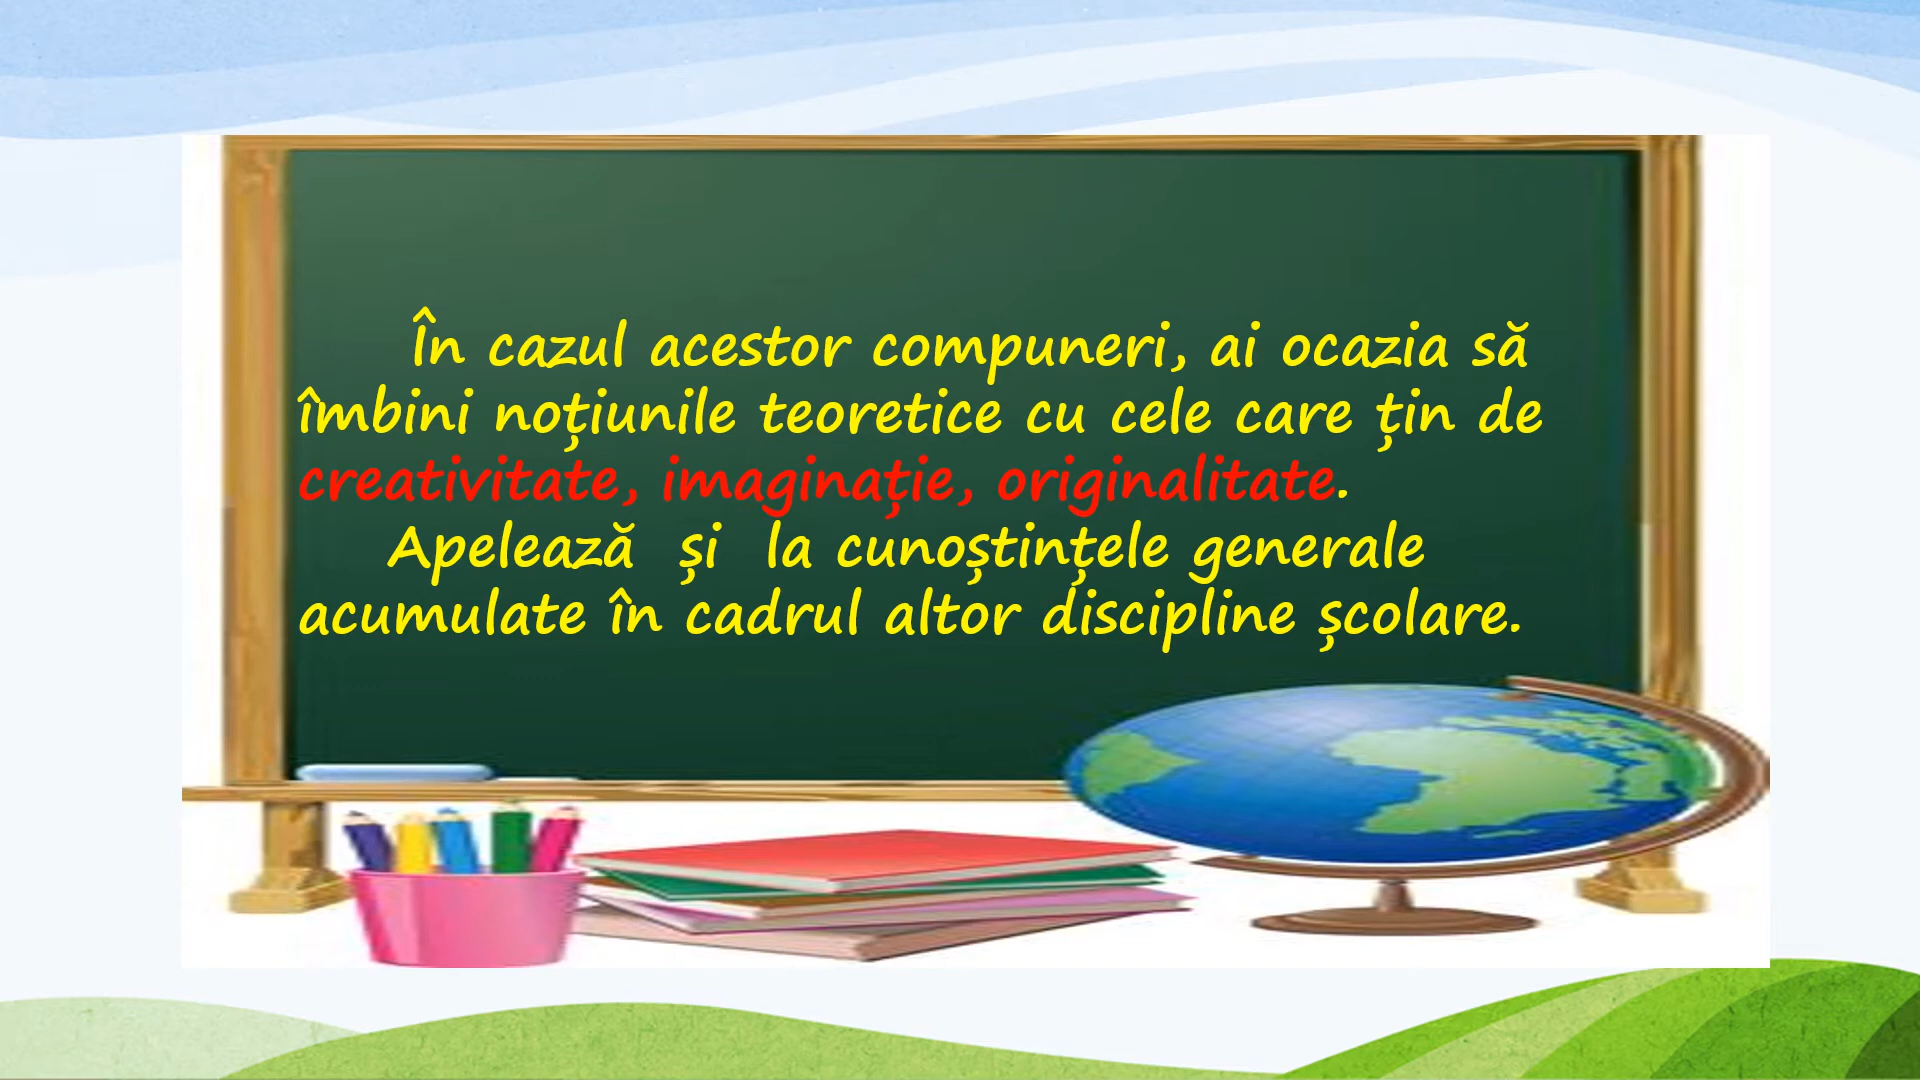 În cazul acestor compuneri, ai ocazia să
îmbini noțiunile teoretice cu cele care țin de
creativitate, imaginație, originalitate.
Apelează și la cunoștințele generale
acumulate în cadrul altor discipline școlare.